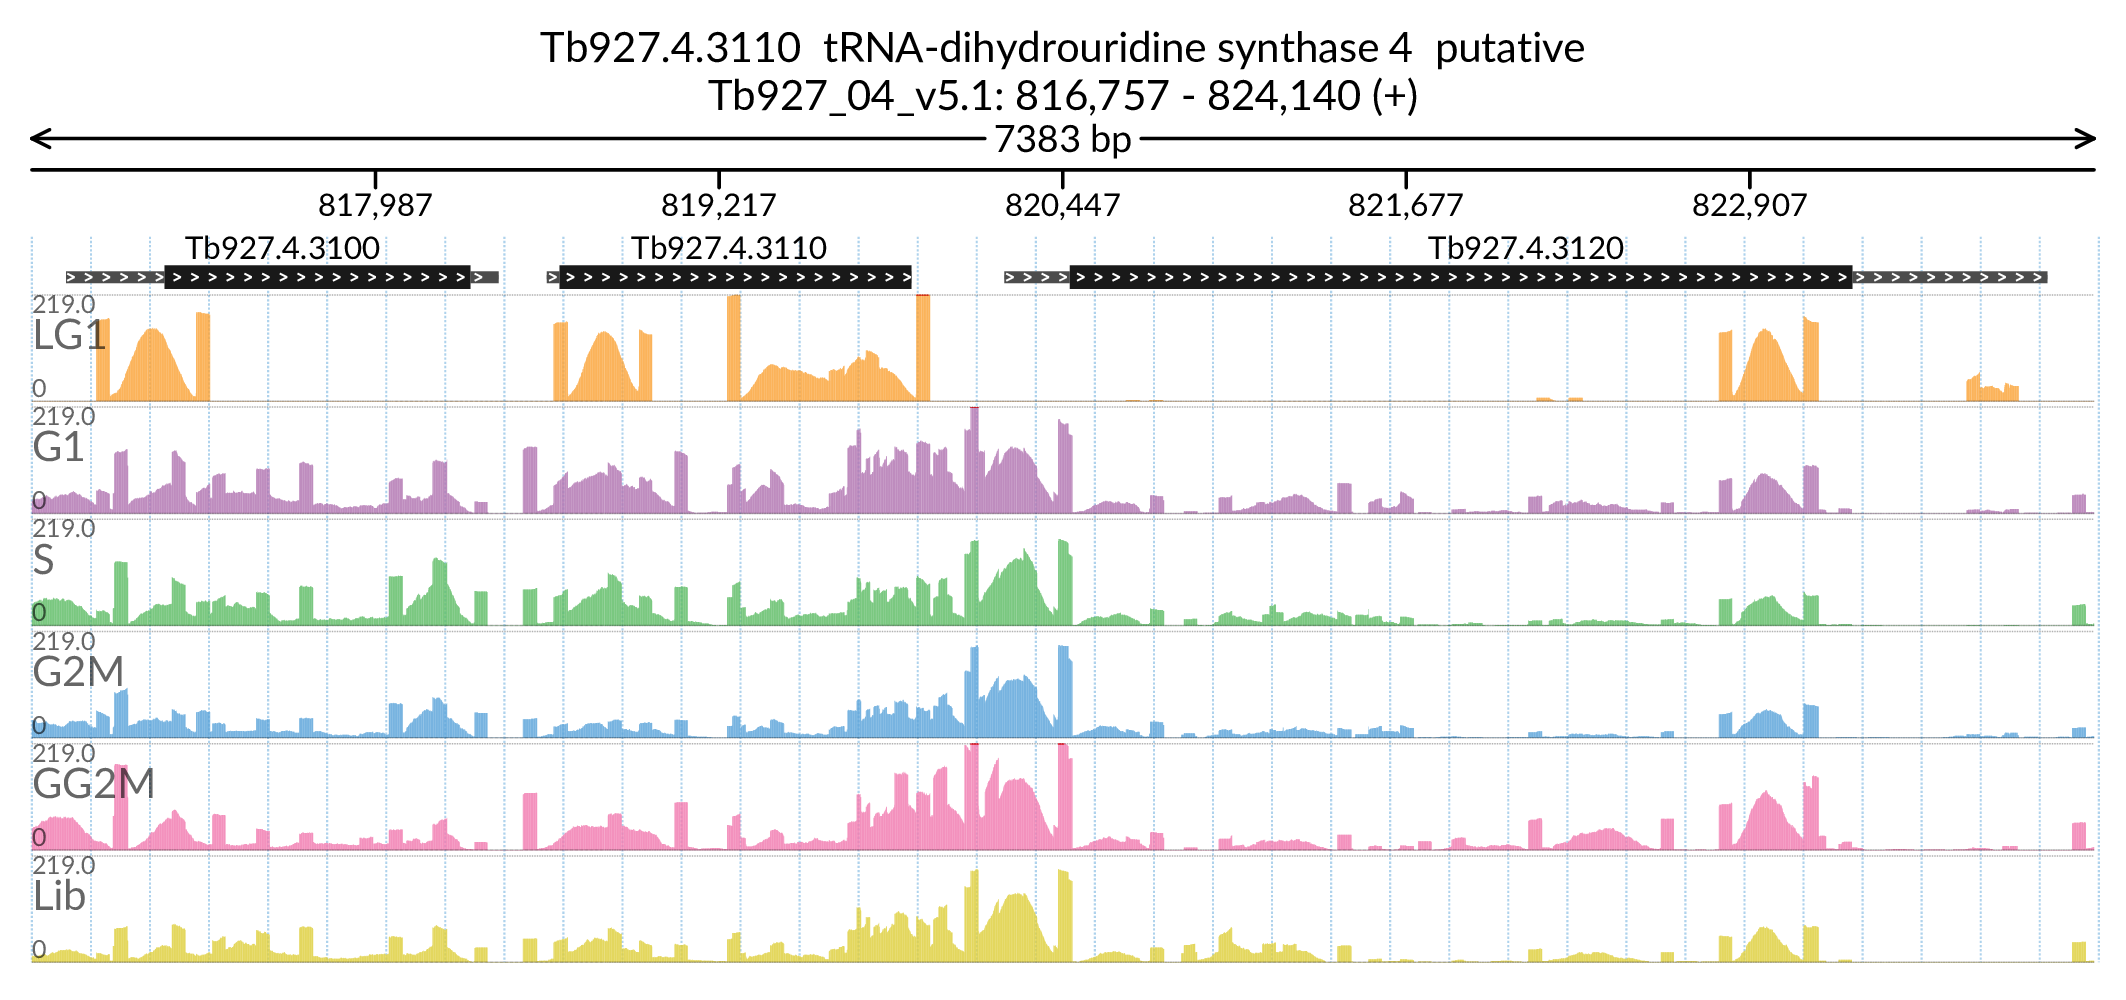 Tb927.4.3110  tRNA-dihydrouridine synthase 4  putative
Tb927_04_v5.1: 816,757 - 824,140 (+)
7383 bp
817,987 819,217 820,447 821,677 822,907
Tb927.4.3100 Tb927.4.3110 Tb927.4.3120
219.0
LG1
0
219.0
G1
0
219.0
S
0
219.0
G2M
0
219.0
GG2M
0
219.0
Lib
0